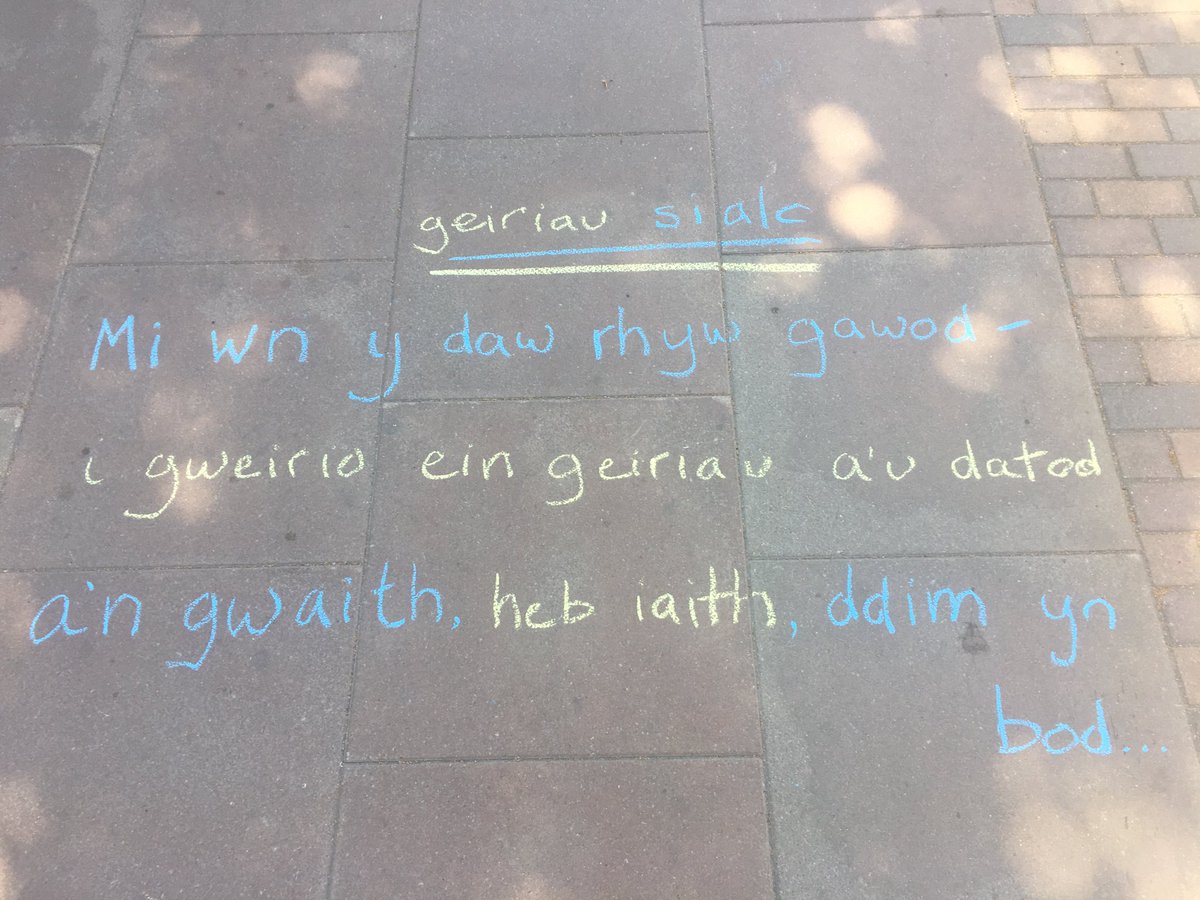 geiriau sialc
Mi wn y daw rhyw gawod -
i gweirio ein geiriau a'u datod
a'n gwaith, heb iaith, ddim yn
bod...